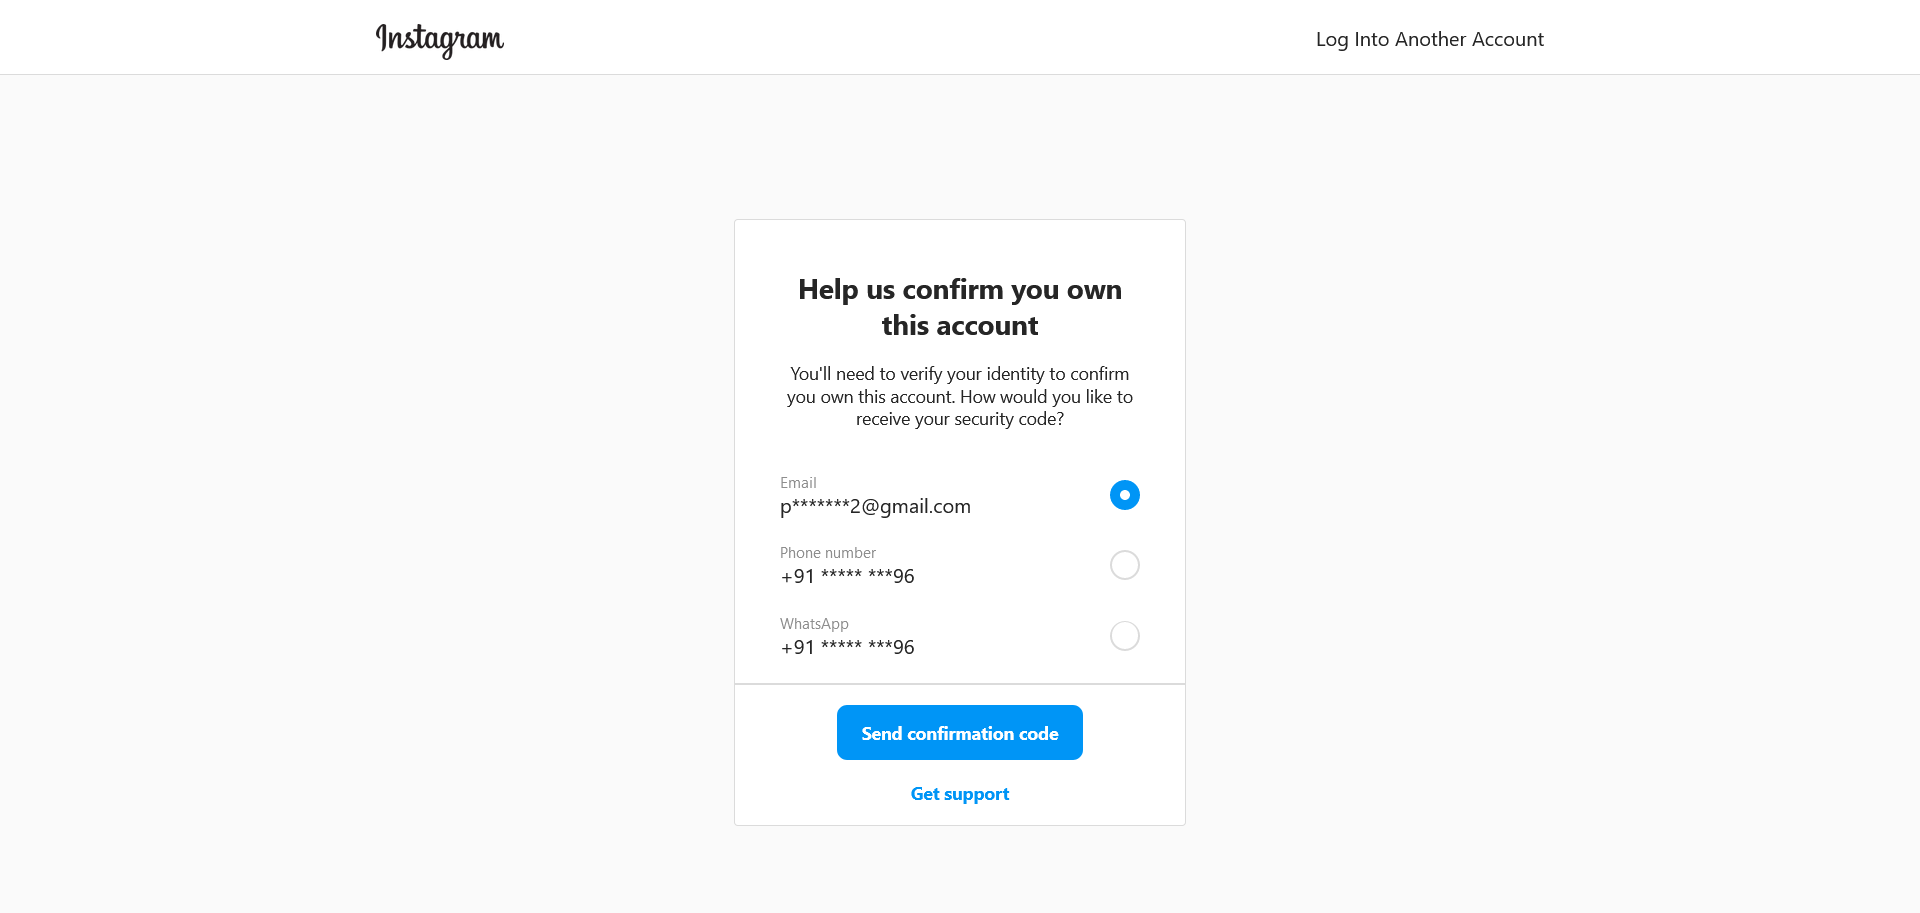 Instagram
Log Into Another Account
Help us confirm you own
this account
You'll need to verify your identity to confirm
you own this account. How would you like to
receive your security code?
Email
p*******2@gmail.com
Phone number
+91 ***** ***96
WhatsApp
+91 ***** ***96
Send confirmation code
Get support